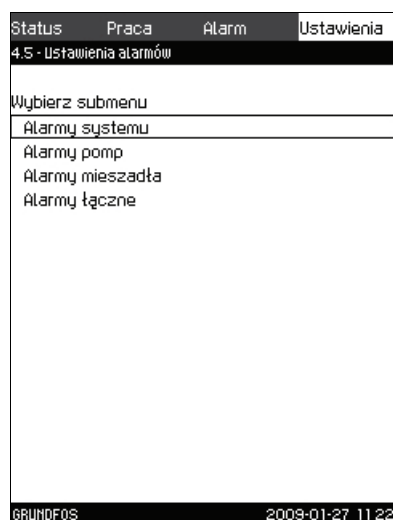 Status Praca Alarm Ustawienia
4.5 - Ustawienia alarmów
Wybierz submenu
Alarmy systemu
Alarmy pomp
Alarmy mieszadła
Alarmy łączne
GRUNDFOS 2009-01-27 11:22